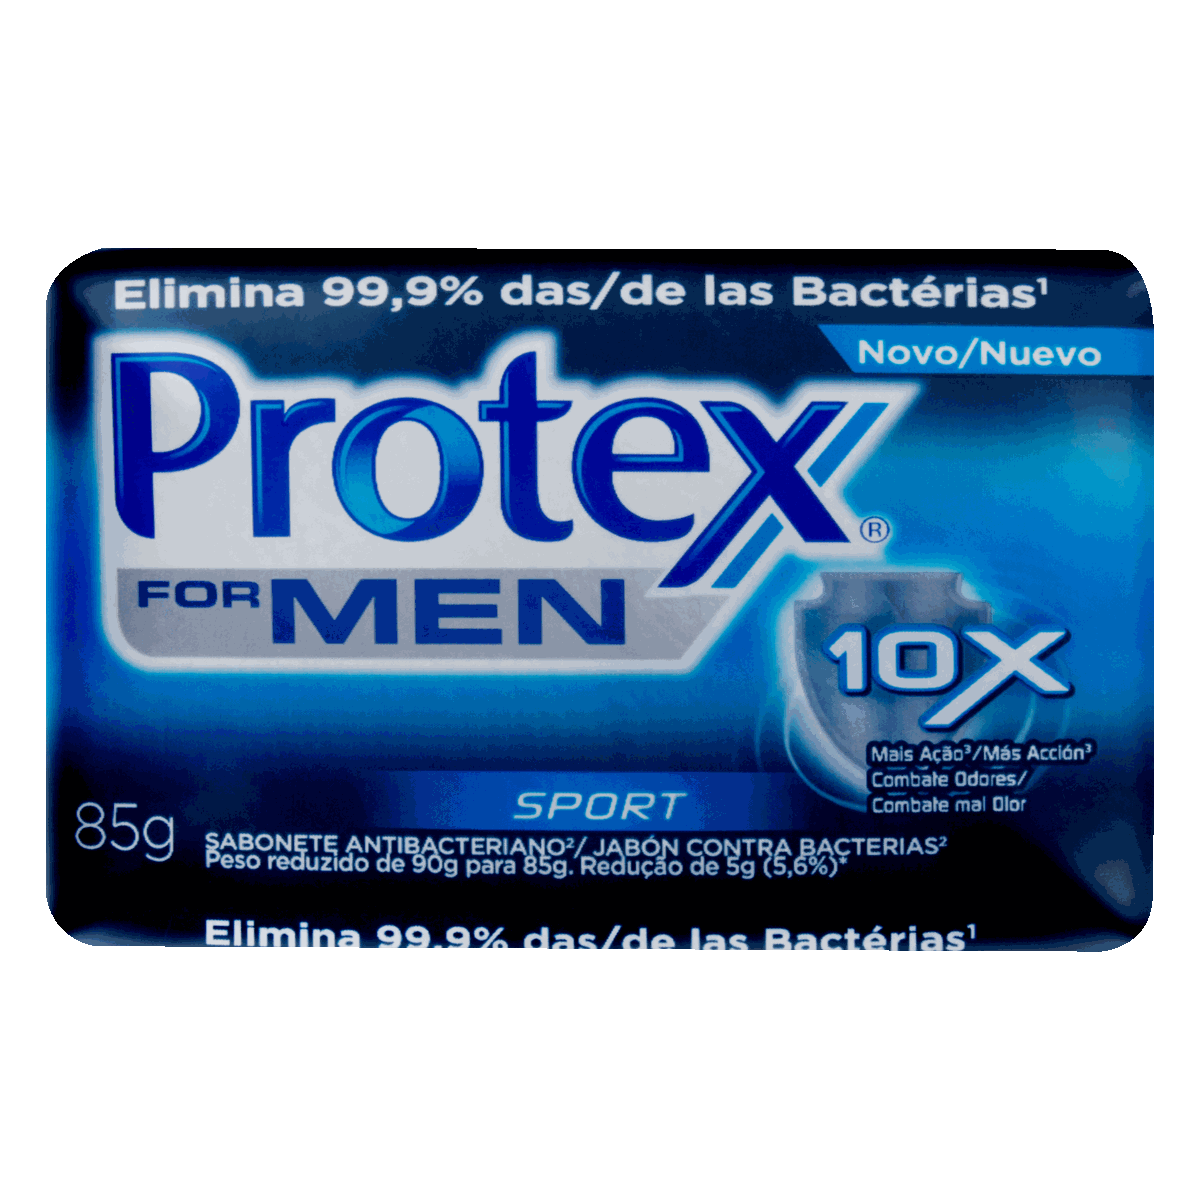 Elimina 99,9% das/de las Bactérias¹
Novo/Nuevo
Protex®
FOR MEN
10X
Mais Ação³/Más Acción³
Combate Odores/
Combate mal Olor
SPORT
85g
SABONETE ANTIBACTERIANO²/ JABÓN CONTRA BACTERIAS²
Peso reduzido de 90g para 85g. Redução de 5g (5,6%)*
Elimina 99,9% das/de las Bactérias¹